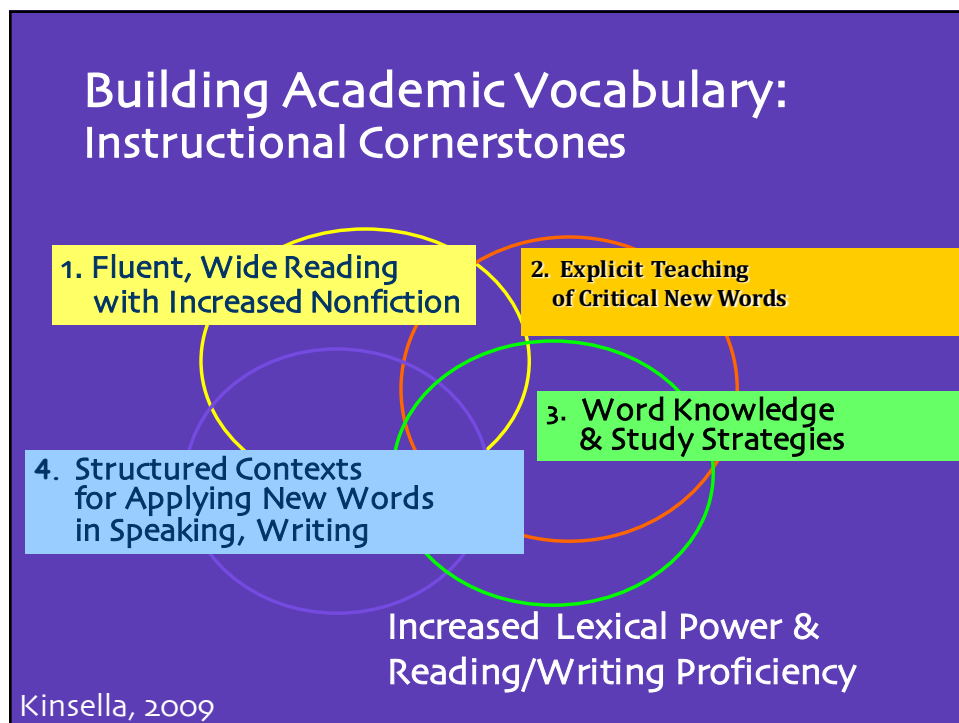 Building Academic Vocabulary:
Instructional Cornerstones
1. Fluent, Wide Reading
with Increased Nonfiction
2. Explicit Teaching
of Critical New Words
3. Word Knowledge
& Study Strategies
4. Structured Contexts
for Applying New Words
in Speaking, Writing
Increased Lexical Power &
Reading/Writing Proficiency
Kinsella, 2009